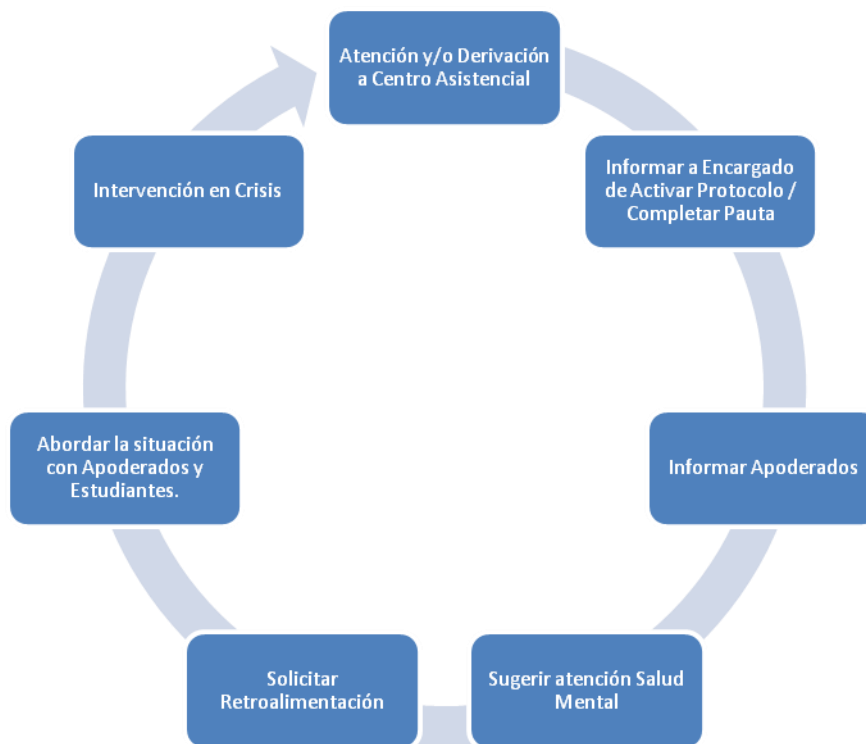 Atención y/o Derivación
a Centro Asistencial
Informar a Encargado
de Activar Protocolo /
Completar Pauta
Informar Apoderados
Sugerir atención Salud
Mental
Solicitar
Retroalimentación
Abordar la situación
con Apoderados y
Estudiantes.
Intervención en Crisis